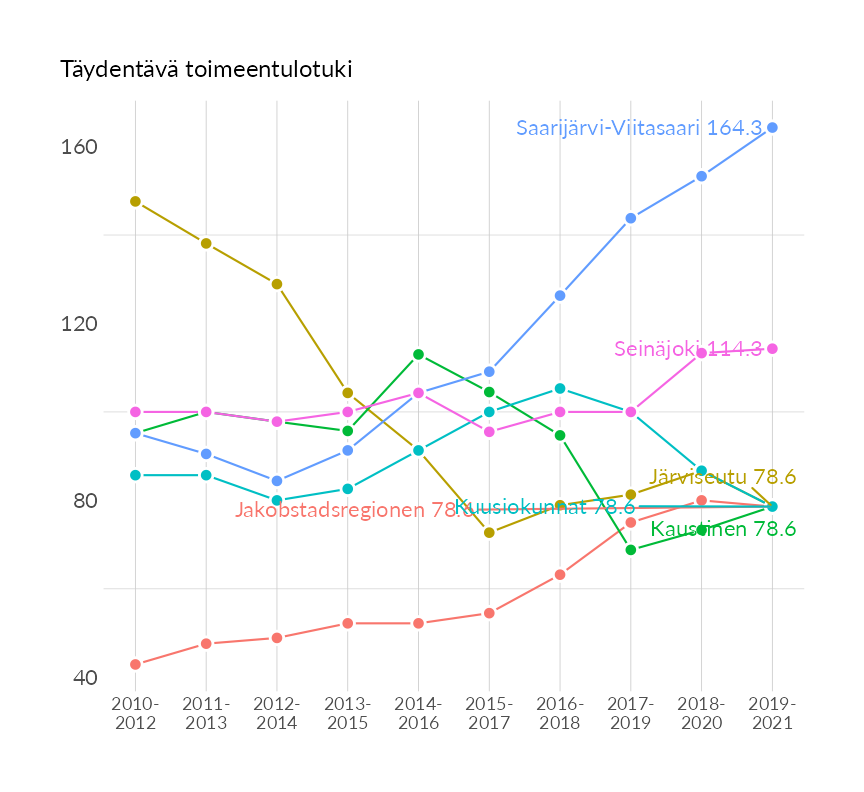 Täydentävä toimeentulotuki
160
120
80
40
Saarijärvi-Viitasaari 164.3
Seinäjoki 114.3
Järviseutu 78.6
Jakobstadsregionen 78.6
Kuusiokunnat 78.6
Kaustinen 78.6
2010- 2011- 2012- 2013- 2014- 2015- 2016- 2017- 2018- 2019-
2012 2013 2014 2015 2016 2017 2018 2019 2020 2021